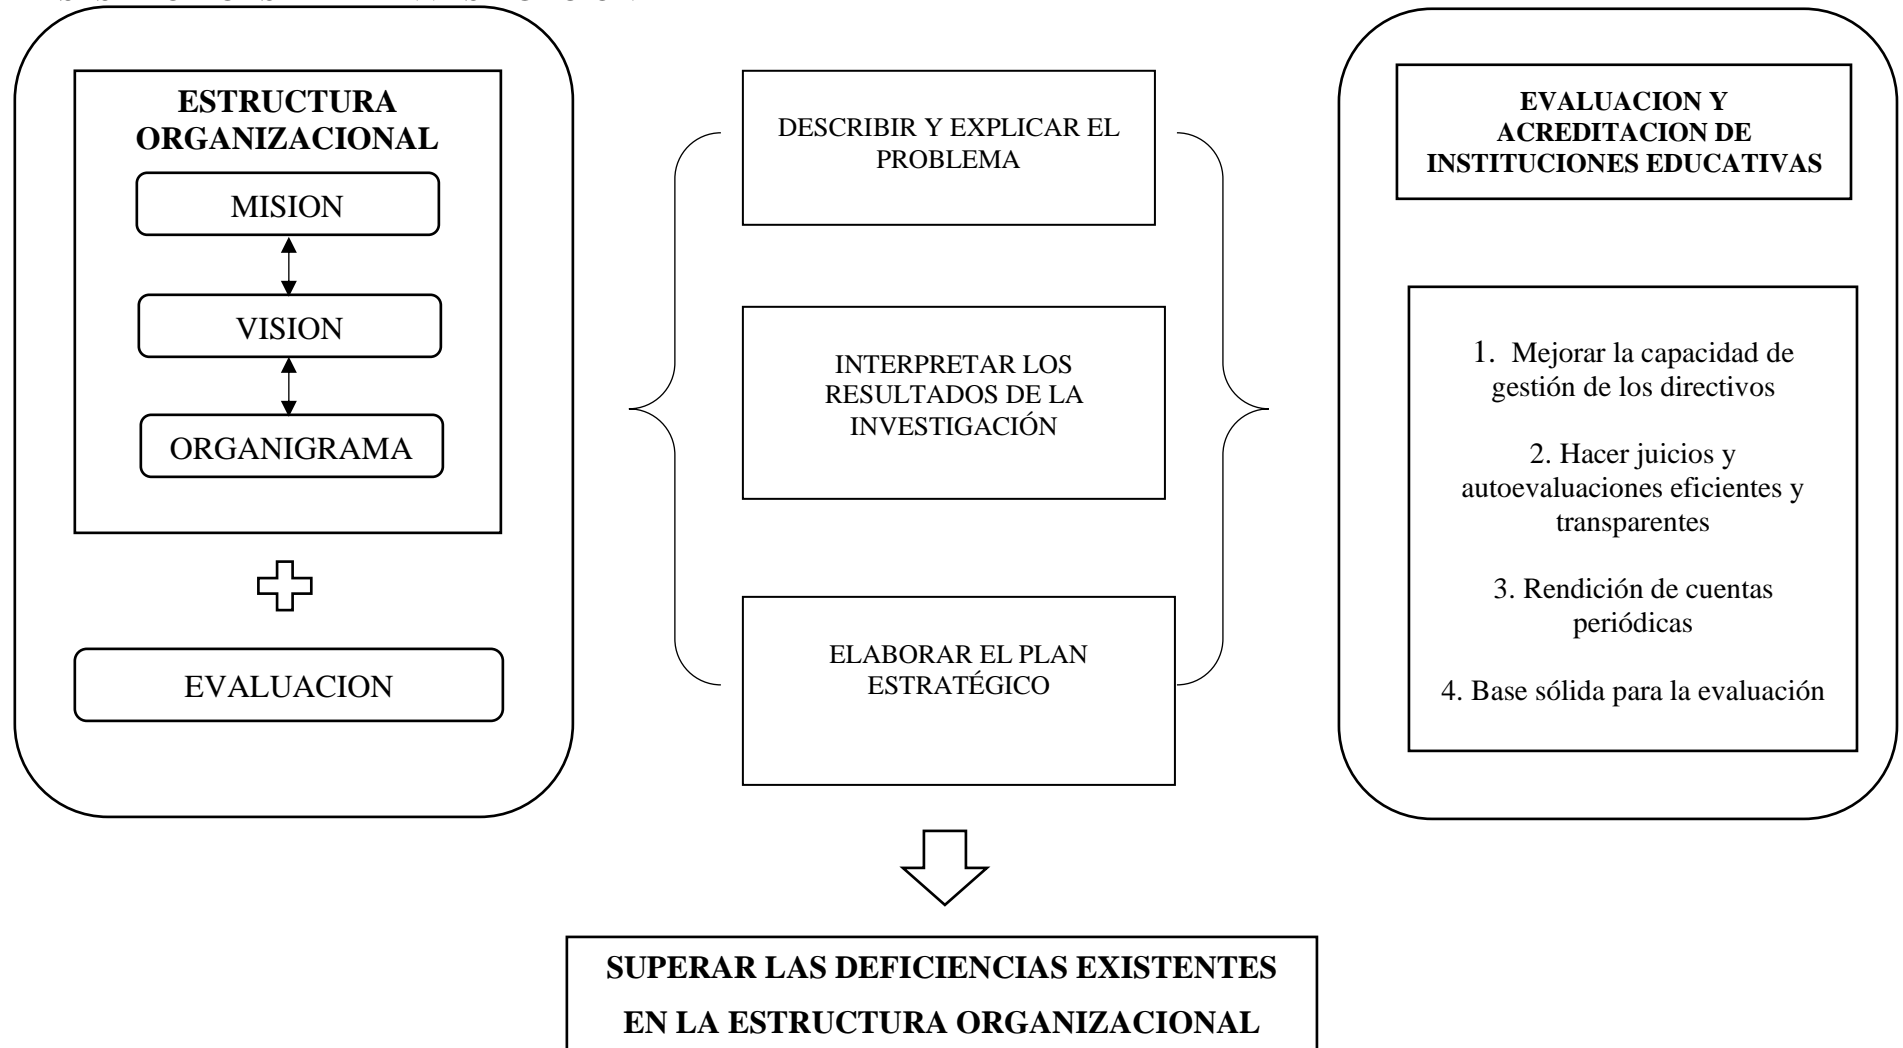 ESTRUCTURA
ORGANIZACIONAL
MISION
VISION
ORGANIGRAMA
EVALUACION
DESCRIBIR Y EXPLICAR EL
PROBLEMA
INTERPRETAR LOS
RESULTADOS DE LA
INVESTIGACIÓN
ELABORAR EL PLAN
ESTRATÉGICO
EVALUACION Y
ACREDITACION DE
INSTITUCIONES EDUCATIVAS
1. Mejorar la capacidad de
gestión de los directivos
2. Hacer juicios y
autoevaluaciones eficientes y
transparentes
3. Rendición de cuentas
periódicas
4. Base sólida para la evaluación
SUPERAR LAS DEFICIENCIAS EXISTENTES
EN LA ESTRUCTURA ORGANIZACIONAL